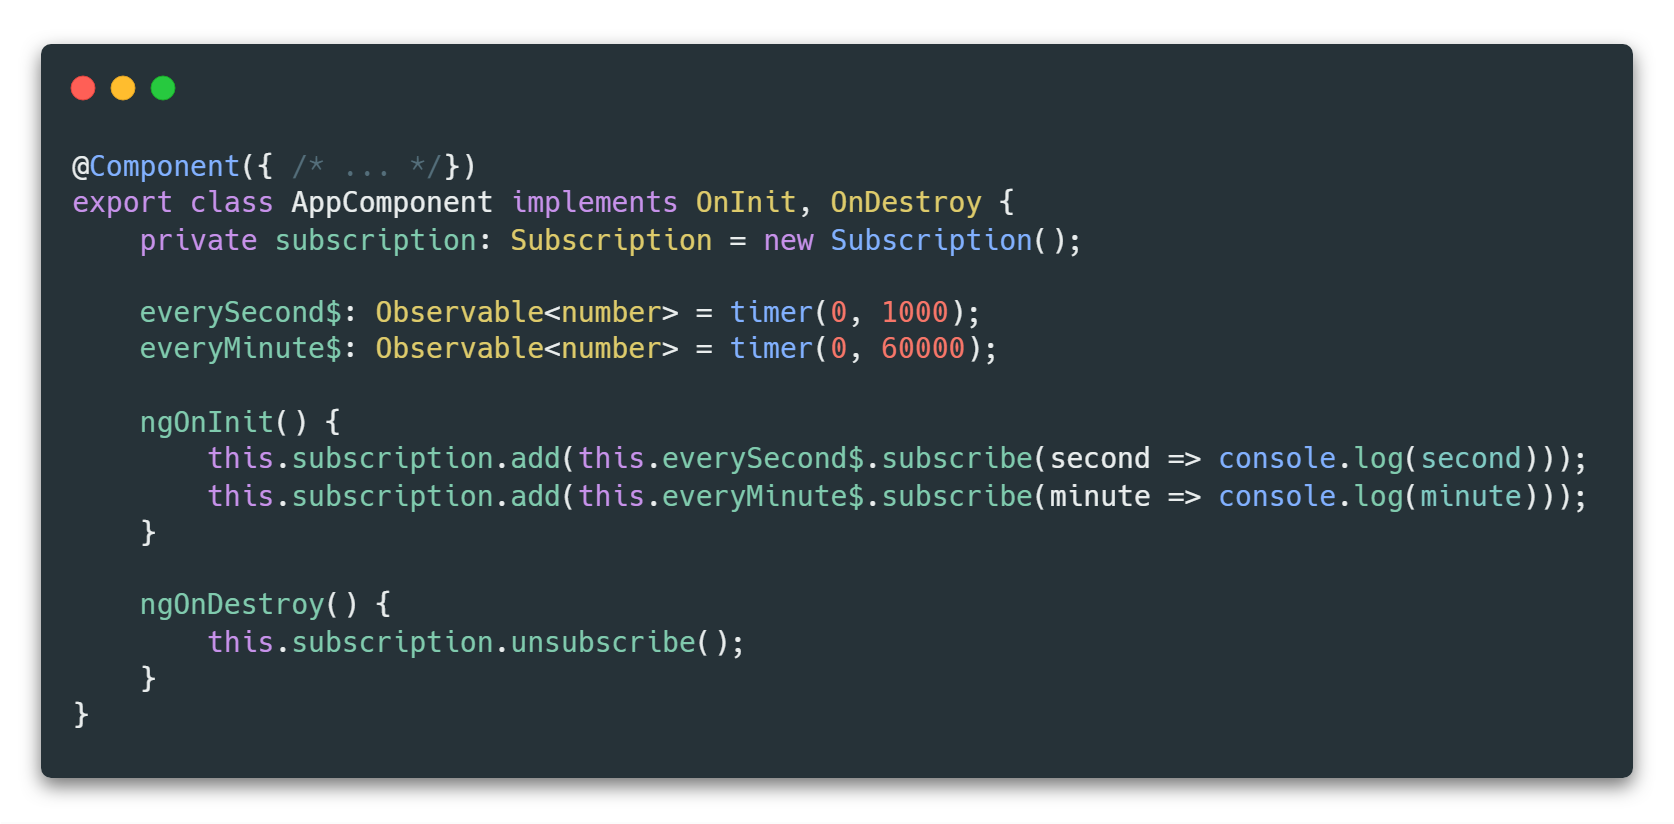 @Component({ /* ... */})
export class AppComponent implements OnInit, OnDestroy {
    private subscription: Subscription = new Subscription();

    everySecond$: Observable<number> = timer(0, 1000);
    everyMinute$: Observable<number> = timer(0, 60000);

    ngOnInit() {
        this.subscription.add(this.everySecond$.subscribe(second => console.log(second)));
        this.subscription.add(this.everyMinute$.subscribe(minute => console.log(minute)));
    }

    ngOnDestroy() {
        this.subscription.unsubscribe();
    }
}